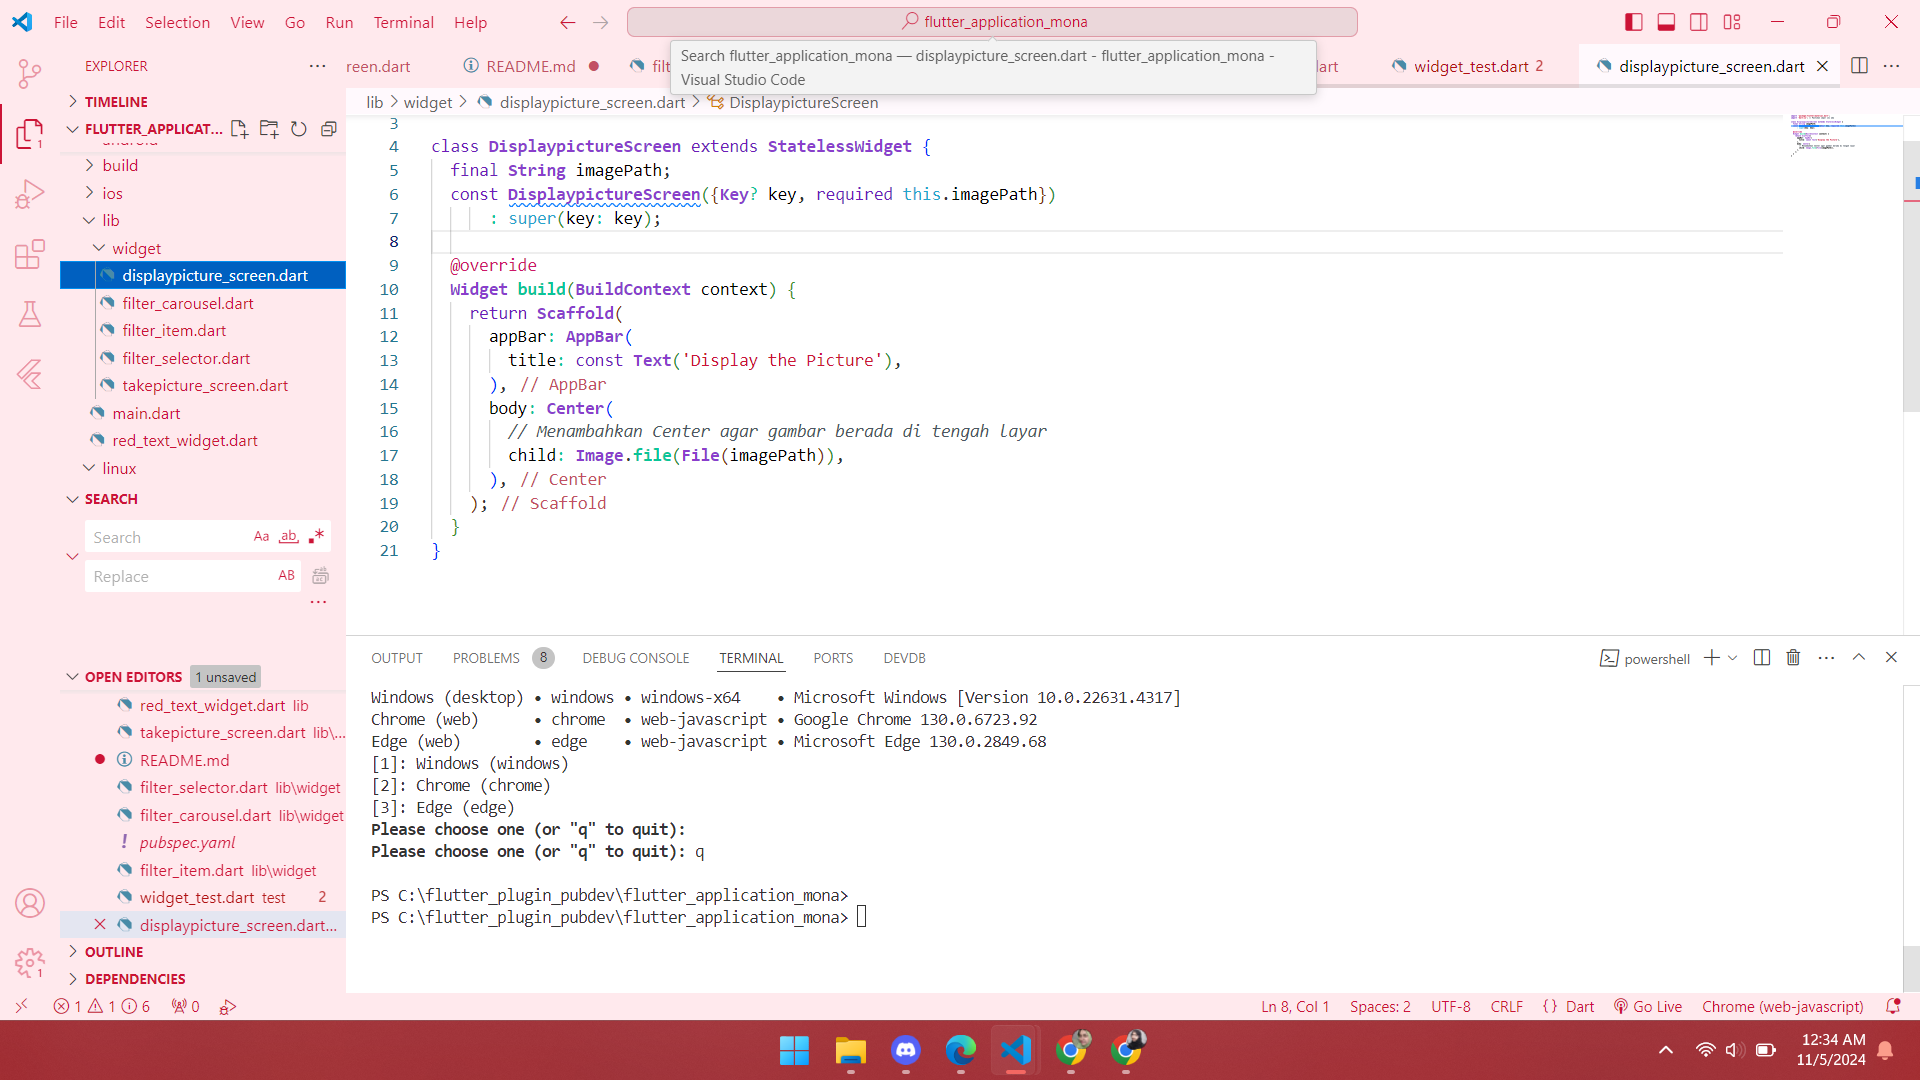 File Edit Selection View Go Run Terminal Help
flutter_application_mona
Search flutter_application_mona — displaypicture_screen.dart - flutter_application_mona -
Visual Studio Code
EXPLORER
reen.dart
README.md
filt
art
widget_test.dart 2
displaypicture_screen.dart
lib > widget > displaypicture_screen.dart > DisplaypictureScreen
TIMELINE
FLUTTER_APPLICAT...
android
build
ios
lib
widget
displaypicture_screen.dart
filter_carousel.dart
filter_item.dart
filter_selector.dart
takepicture_screen.dart
main.dart
red_text_widget.dart
linux
1
SEARCH
Search
Aa ab
Replace
AB
OPEN EDITORS 1 unsaved
red_text_widget.dart lib
takepicture_screen.dart lib\...
README.md
filter_selector.dart lib\widget
filter_carousel.dart lib\widget
! pubspec.yaml
filter_item.dart lib\widget
widget_test.dart test 2
displaypicture_screen.dart...
OUTLINE
DEPENDENCIES
1
3
4 class DisplaypictureScreen extends StatelessWidget {
5 final String imagePath;
6 const DisplaypictureScreen({Key? key, required this.imagePath})
7 : super(key: key);
8
9 @override
10 Widget build(BuildContext context) {
11 return Scaffold(
12 appBar: AppBar(
13 title: const Text('Display the Picture'),
14 ), // AppBar
15 body: Center(
16 // Menambahkan Center agar gambar berada di tengah layar
17 child: Image.file(File(imagePath)),
18 ), // Center
19 ); // Scaffold
20 }
21 }
OUTPUT PROBLEMS 8 DEBUG CONSOLE TERMINAL PORTS DEVDB
powershell
Windows (desktop) • windows • windows-x64 • Microsoft Windows [Version 10.0.22631.4317]
Chrome (web) • chrome • web-javascript • Google Chrome 130.0.6723.92
Edge (web) • edge • web-javascript • Microsoft Edge 130.0.2849.68
[1]: Windows (windows)
[2]: Chrome (chrome)
[3]: Edge (edge)
Please choose one (or "q" to quit):
Please choose one (or "q" to quit): q
PS C:\flutter_plugin_pubdev\flutter_application_mona>
PS C:\flutter_plugin_pubdev\flutter_application_mona>
1 1 6 0
Ln 8, Col 1 Spaces: 2 UTF-8 CRLF {} Dart Go Live Chrome (web-javascript)
12:34 AM
11/5/2024